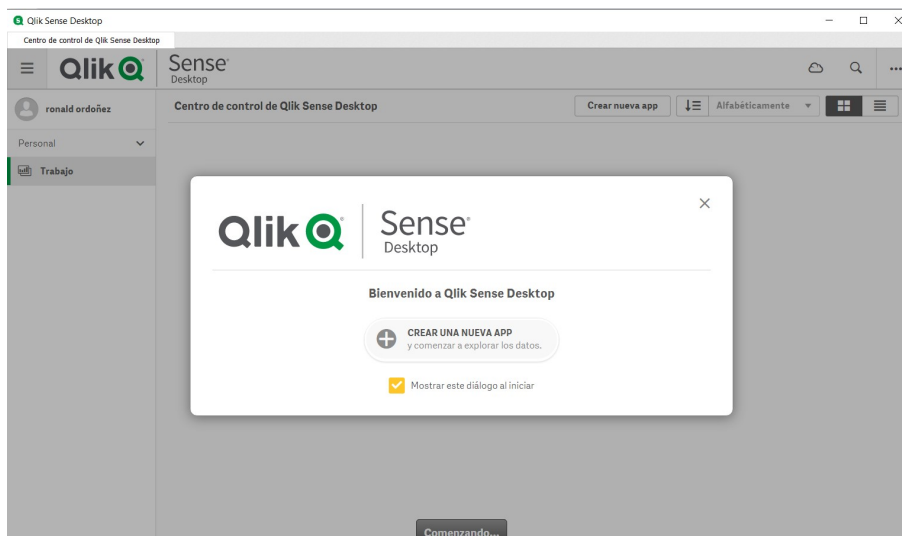 Qlik Sense Desktop
Centro de control de Qlik Sense Desktop
Qlik Sense Desktop
ronald ordoñez
Centro de control de Qlik Sense Desktop
Crear nueva app
Alfabéticamente
Personal
Trabajo
Qlik Sense Desktop
Bienvenido a Qlik Sense Desktop
CREAR UNA NUEVA APP
y comenzar a explorar los datos.
Mostrar este diálogo al iniciar
Comenzando...